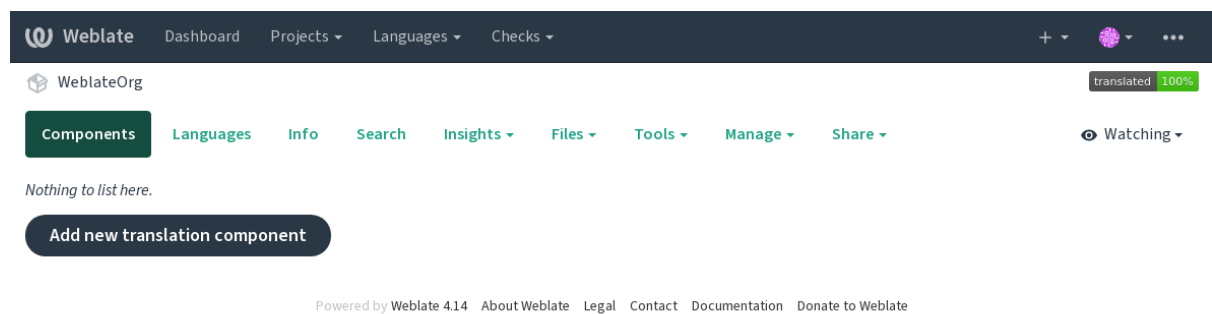 Weblate Dashboard Projects Languages Checks +
WeblateOrg translated 100%
Components Languages Info Search Insights Files Tools Manage Share Watching
Nothing to list here.
Add new translation component
Powered by Weblate 4.14 About Weblate Legal Contact Documentation Donate to Weblate